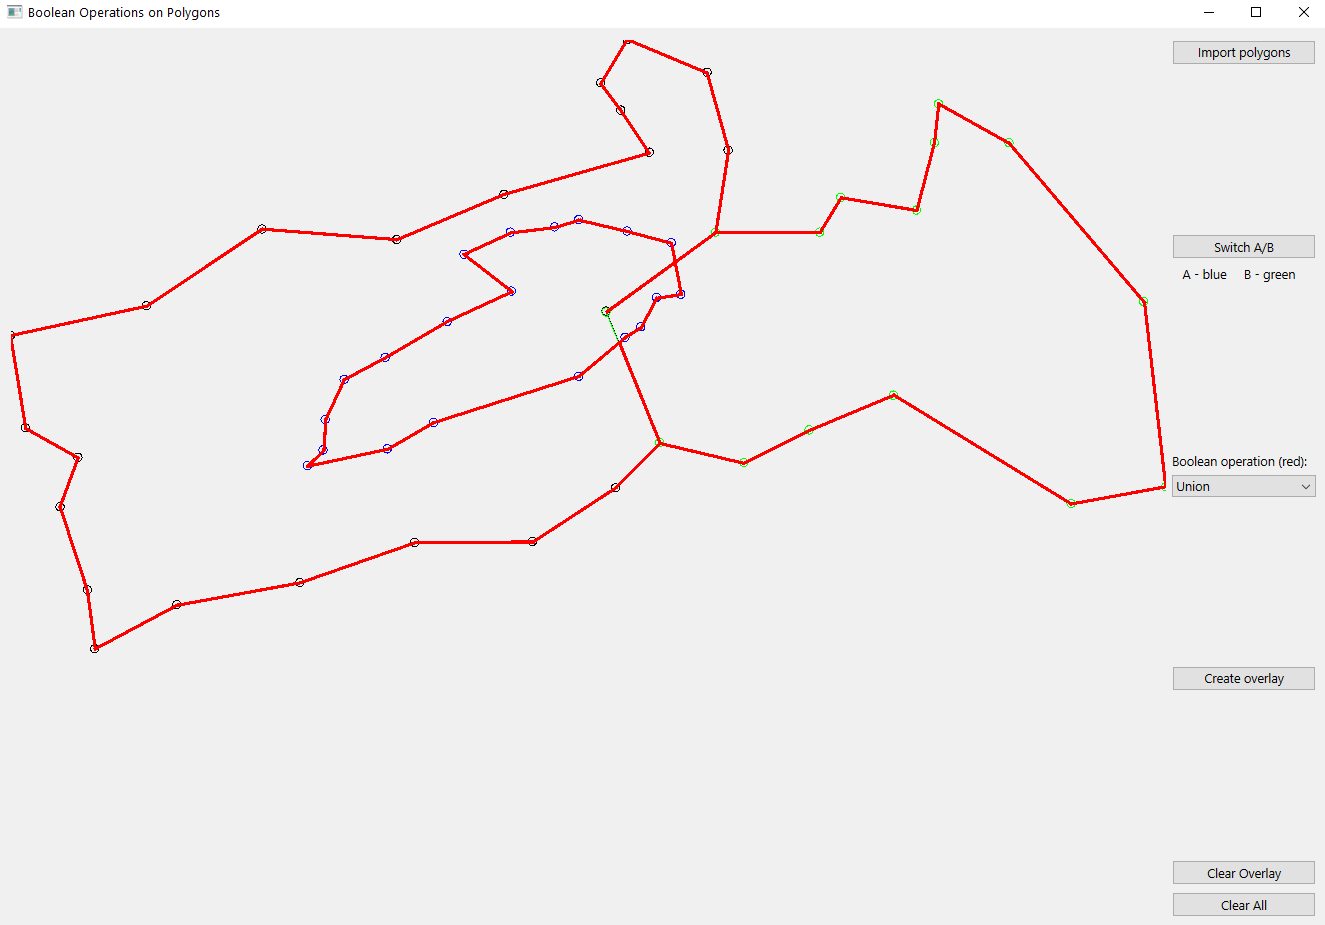 Boolean Operations on Polygons
Import polygons
Switch A/B
A - blue B - green
Boolean operation (red):
Union
Create overlay
Clear Overlay
Clear All